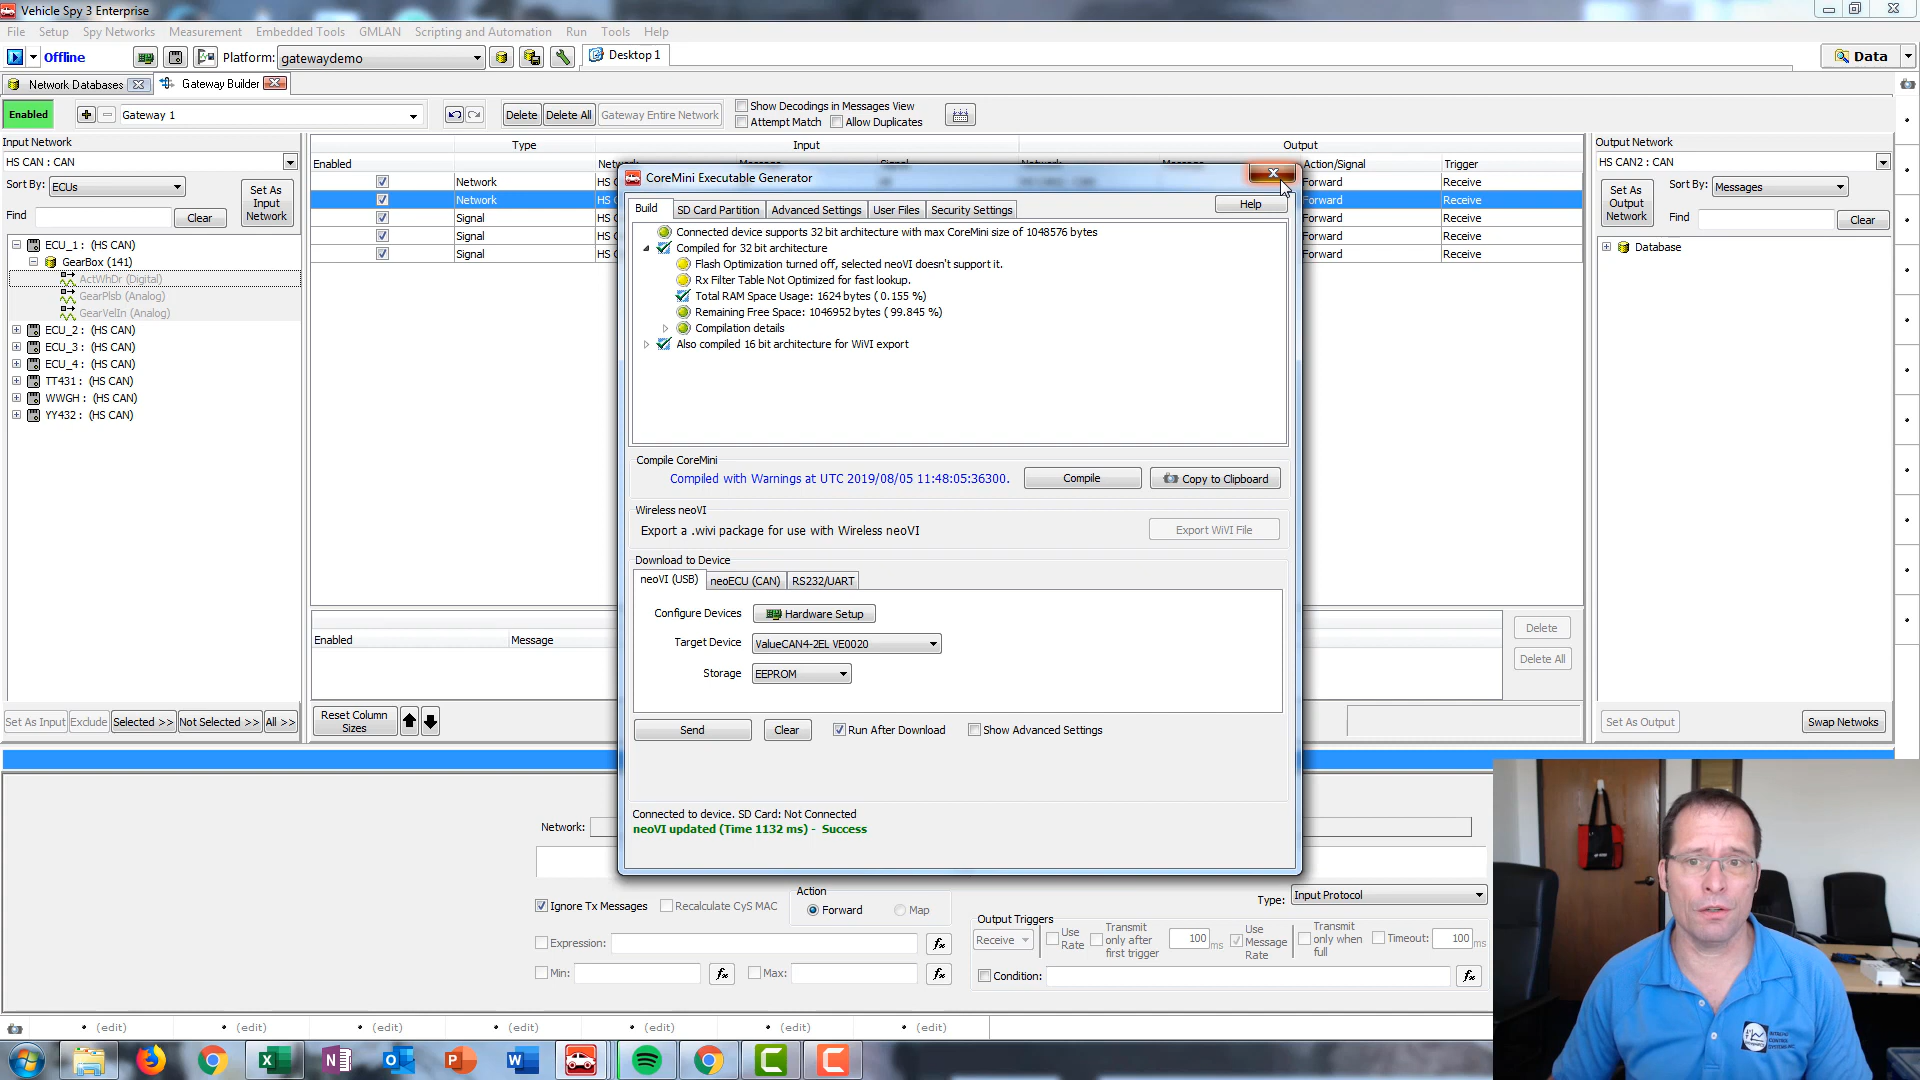 Vehicle Spy 3 Enterprise
File Setup Spy Networks Measurement Embedded Tools GMLAN Scripting and Automation Run Tools Help
Offline Platform: gatewaydemo Desktop 1 Data
Network Databases Gateway Builder
Enabled Gateway 1 Delete Delete All Gateway Entire Network
Show Decodings in Messages View
Attempt Match Allow Duplicates
Input Network
HS CAN : CAN
Sort By: ECUs
Set As Input Network
Find Clear
ECU_1 : (HS CAN)
GearBox (141)
ActWhDr (Digital)
GearPlsb (Analog)
GearVelIn (Analog)
ECU_2 : (HS CAN)
ECU_3 : (HS CAN)
ECU_4 : (HS CAN)
TT431 : (HS CAN)
WWGH : (HS CAN)
YY432 : (HS CAN)
Set As Input Exclude Selected >> Not Selected >> All >>
Type Input Output
Enabled Action/Signal Trigger
Network HS C Forward Receive
Network HS C Forward Receive
Signal HS C Forward Receive
Signal HS C Forward Receive
Signal HS C Forward Receive
Enabled Message
Delete
Delete All
Reset Column Sizes
Output Network
HS CAN2 : CAN
Set As Output Network
Sort By: Messages
Find Clear
Database
Set As Output Swap Netwoks
CoreMini Executable Generator
Help
Build SD Card Partition Advanced Settings User Files Security Settings
Connected device supports 32 bit architecture with max CoreMini size of 1048576 bytes
Compiled for 32 bit architecture
Flash Optimization turned off, selected neoVI doesn't support it.
Rx Filter Table Not Optimized for fast lookup.
Total RAM Space Usage: 1624 bytes ( 0.155 %)
Remaining Free Space: 1046952 bytes ( 99.845 %)
Compilation details
Also compiled 16 bit architecture for WiVI export
Compile CoreMini
Compiled with Warnings at UTC 2019/08/05 11:48:05:36300. Compile Copy to Clipboard
Wireless neoVI
Export a .wivi package for use with Wireless neoVI Export WiVI File
Download to Device
neoVI (USB) neoECU (CAN) RS232/UART
Configure Devices Hardware Setup
Target Device ValueCAN4-2EL VE0020
Storage EEPROM
Send Clear Run After Download Show Advanced Settings
Connected to device. SD Card: Not Connected
neoVI updated (Time 1132 ms) - Success
Network:
Ignore Tx Messages Recalculate CyS MAC
Action
Forward Map
Type: Input Protocol
Output Triggers
Receive Use Rate Transmit only after first trigger 100 ms Use Message Rate Transmit only when full Timeout: 100 ms
Expression: fx
Min: fx Max: fx
Condition: fx
(edit) (edit) (edit) (edit) (edit) (edit) (edit)